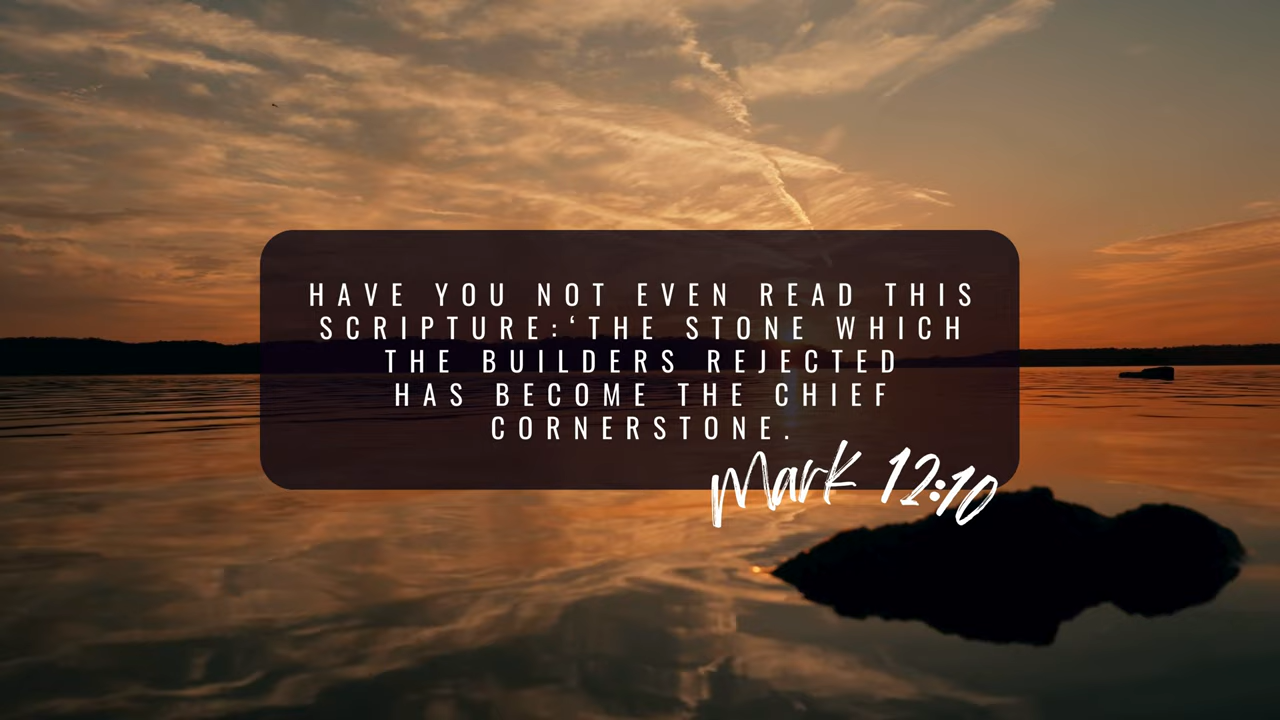 HAVE YOU NOT EVEN READ THIS
SCRIPTURE:‘THE STONE WHICH
THE BUILDERS REJECTED
HAS BECOME THE CHIEF
CORNERSTONE.
Mark 12:10